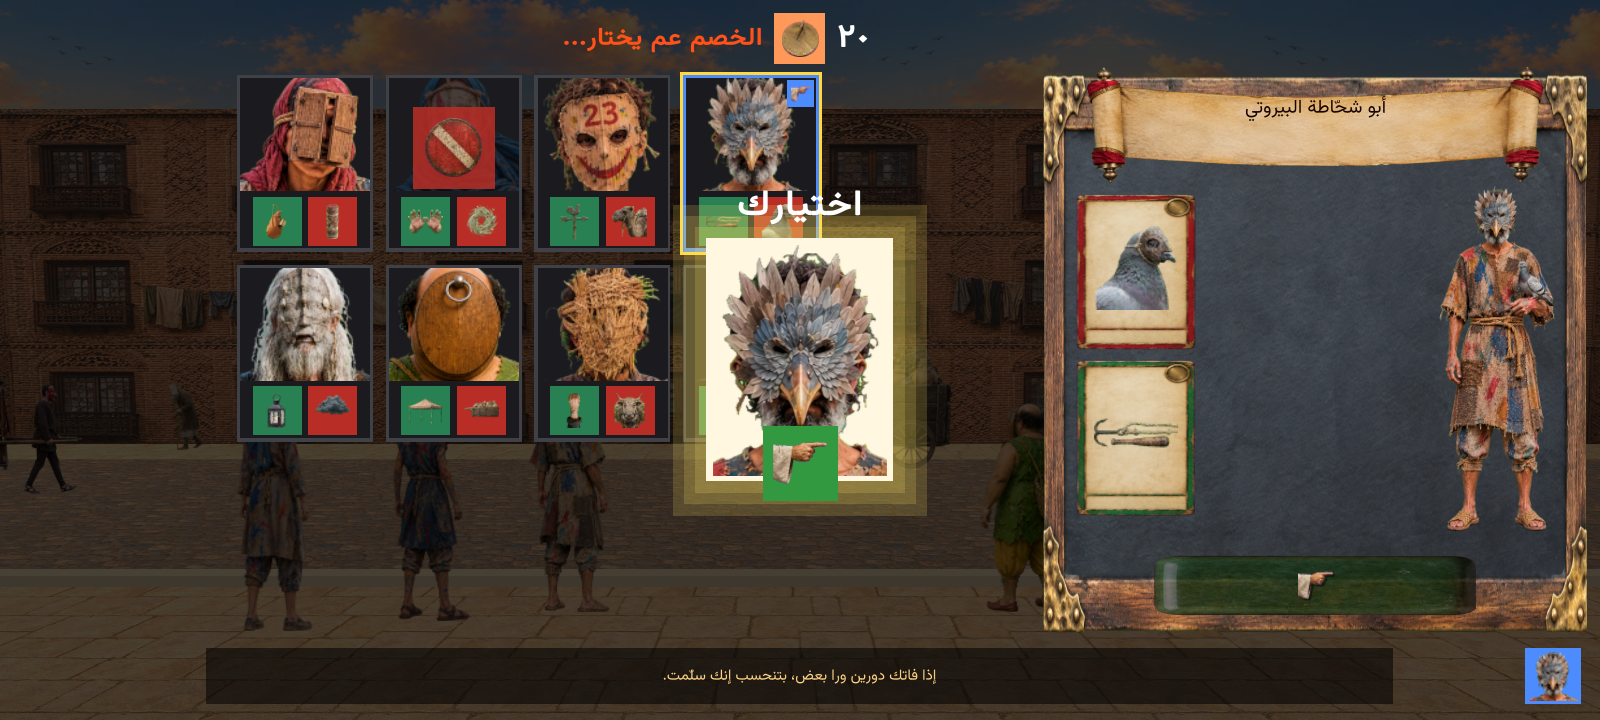 ٢٠
الخصم عم يختار...
23
أبو شحّاطة البيروتي
اختيارك
إذا فاتك دورين ورا بعض، بتنحسب إنك سلّمت.